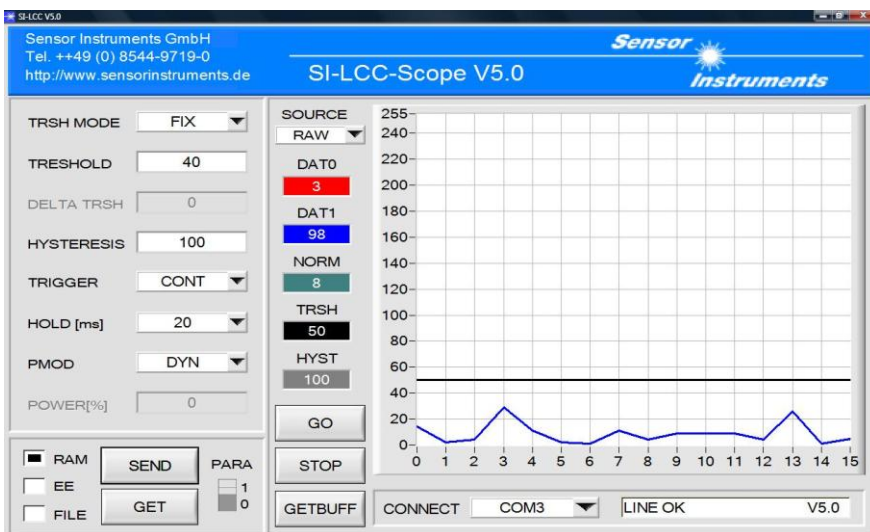 SI-LCC V5.0
Sensor Instruments GmbH
Tel. ++49 (0) 8544-9719-0
http://www.sensorinstruments.de
SI-LCC-Scope V5.0
Sensor
Instruments
TRSH MODE FIX
TRESHOLD 40
DELTA TRSH 0
HYSTERESIS 100
TRIGGER CONT
HOLD [ms] 20
PMOD DYN
POWER[%] 0
RAM
EE
FILE
SEND
GET
PARA
1
0
SOURCE
RAW
DAT0
3
DAT1
98
NORM
8
TRSH
50
HYST
100
GO
STOP
GETBUFF
255
240
220
200
180
160
140
120
100
80
60
40
20
0
0 1 2 3 4 5 6 7 8 9 10 11 12 13 14 15
CONNECT COM3 LINE OK V5.0